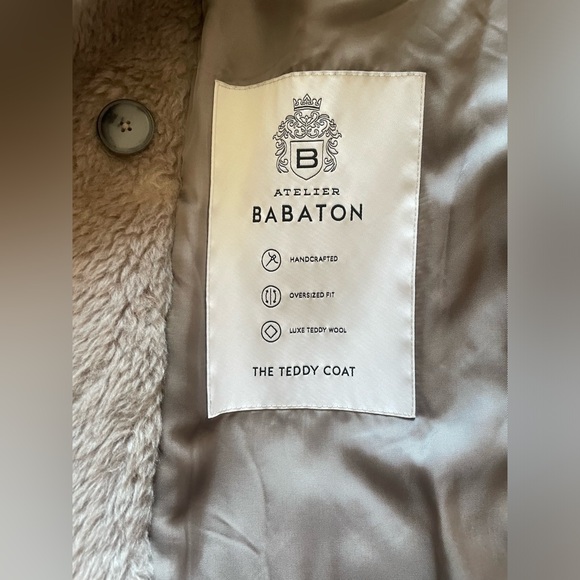 B
ATELIER
BABATON
HANDCRAFTED
OVERSIZED FIT
LUXE TEDDY WOOL
THE TEDDY COAT